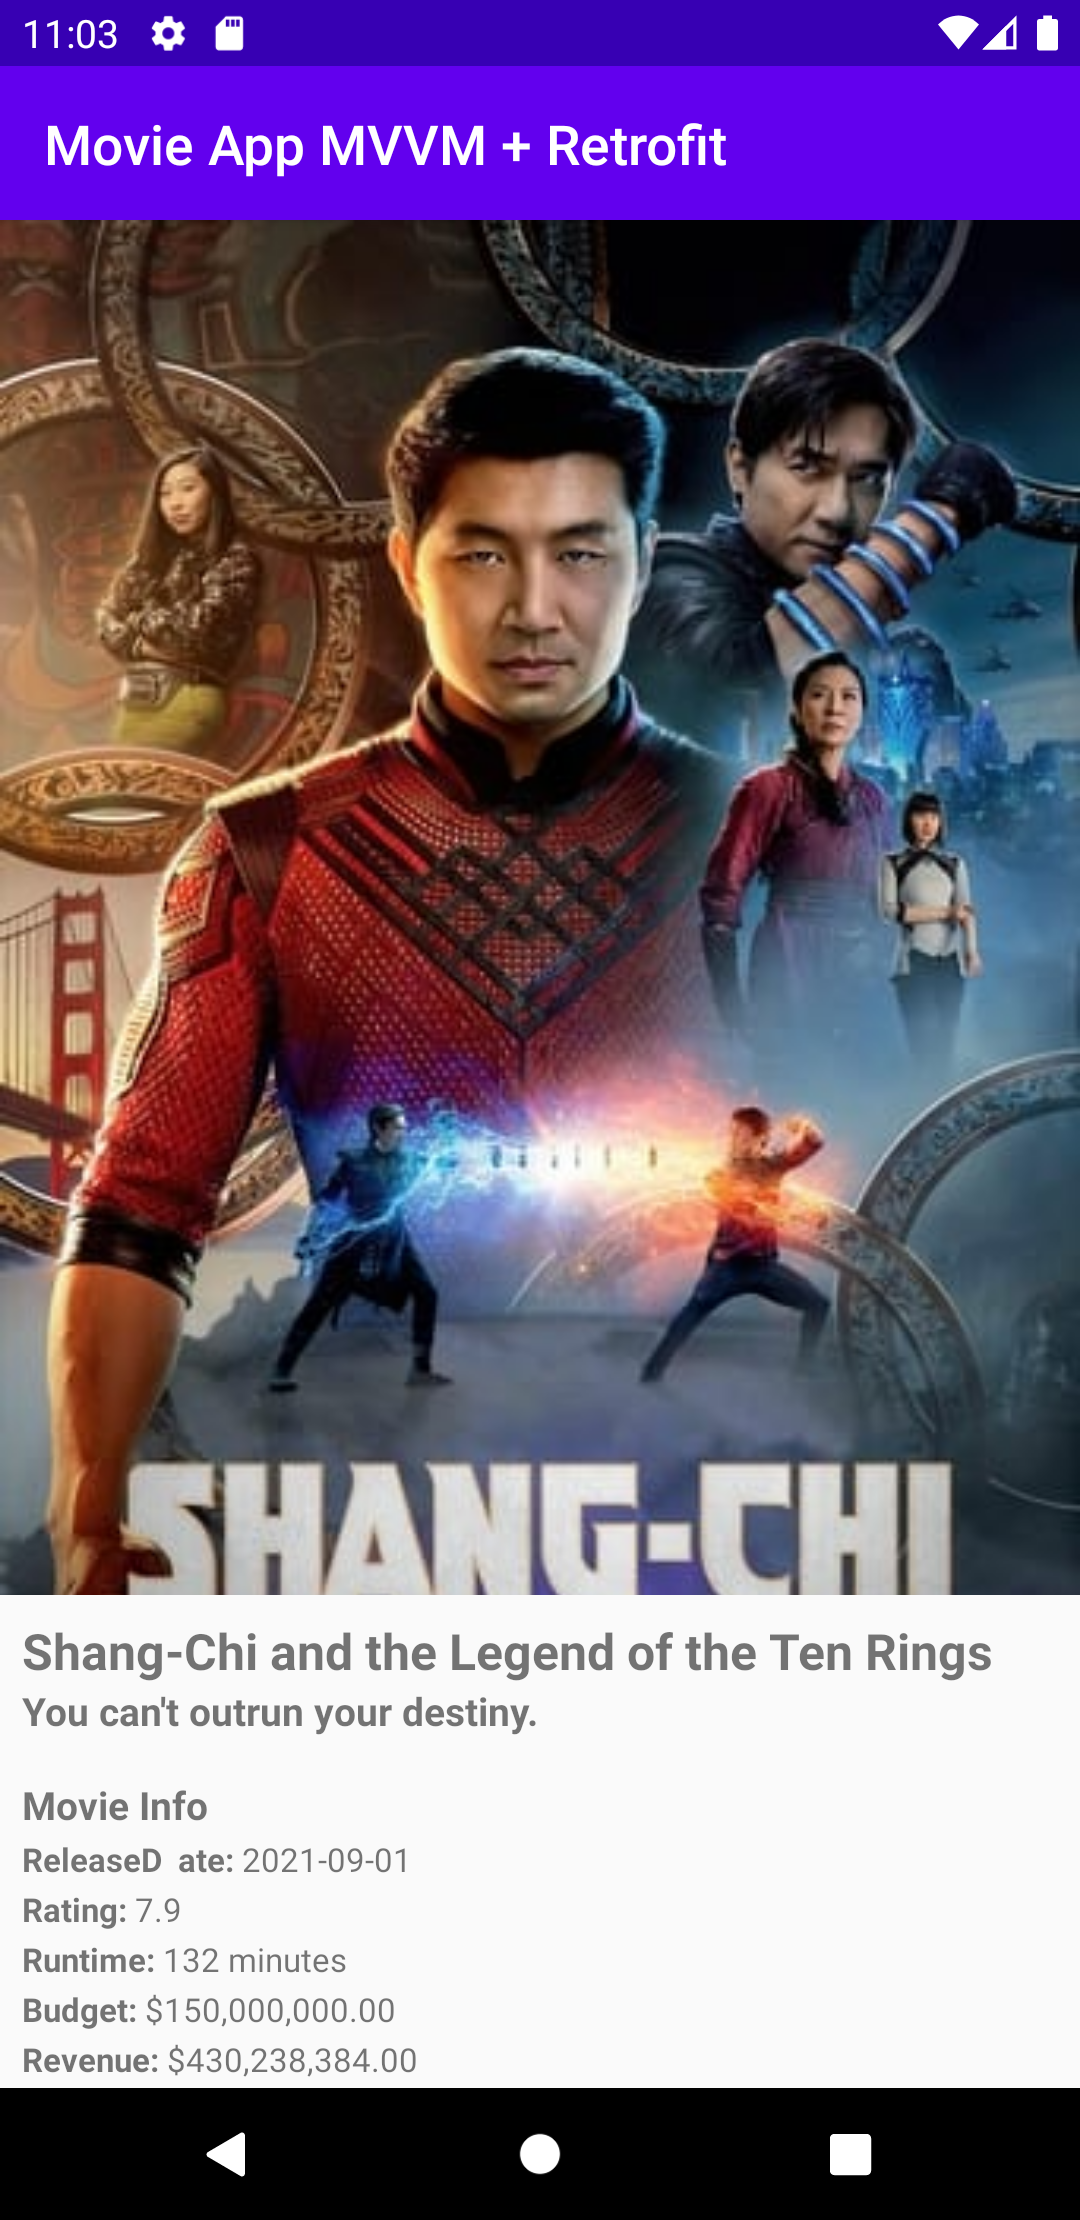 11:03
Movie App MVVM + Retrofit
SHANG-CHI
Shang-Chi and the Legend of the Ten Rings
You can't outrun your destiny.
Movie Info
ReleaseD  ate: 2021-09-01
Rating: 7.9
Runtime: 132 minutes
Budget: $150,000,000.00
Revenue: $430,238,384.00